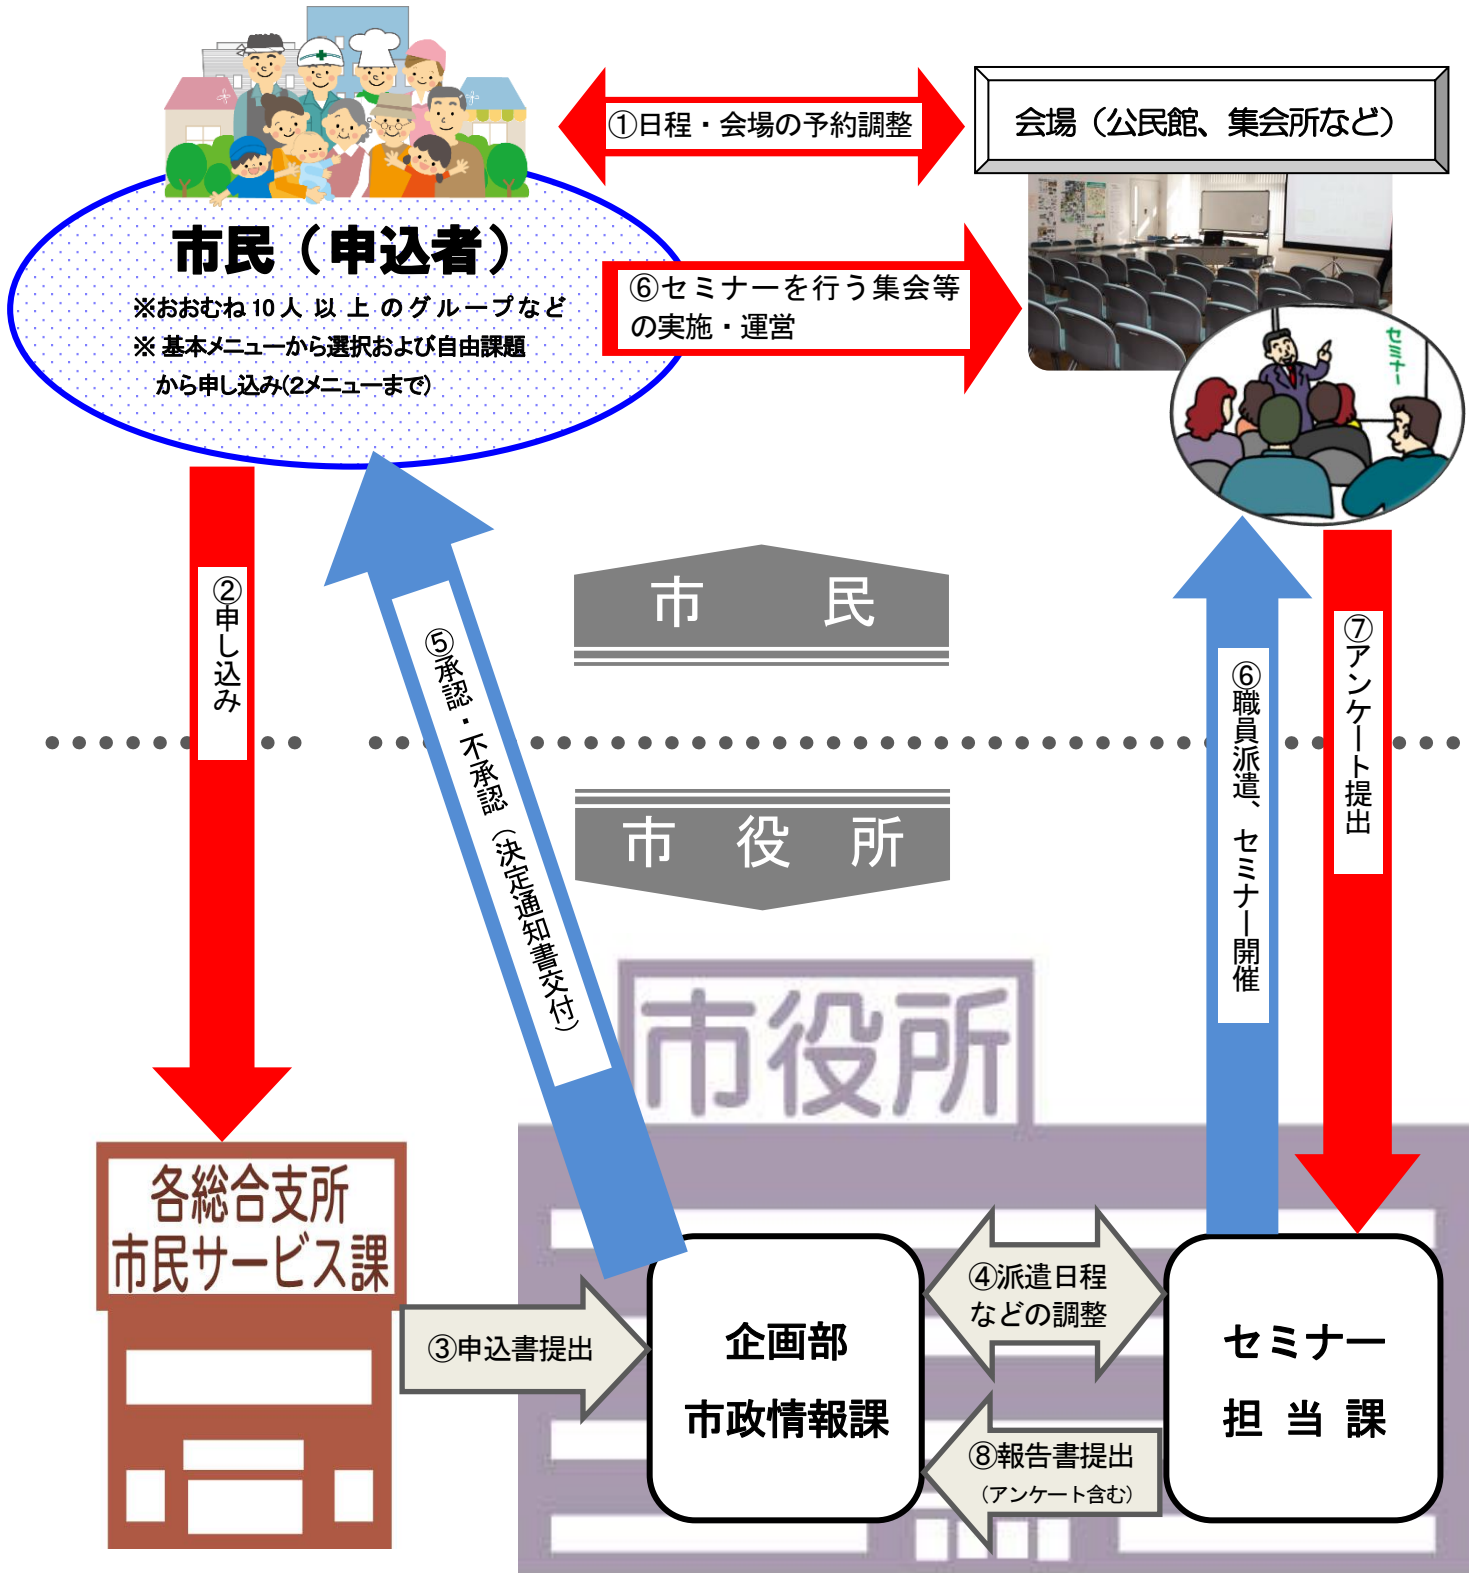 ①日程・会場の予約調整
会場（公民館、集会所など）
市民（申込者）
※おおむね10人以上のグループなど
※基本メニューから選択および自由課題
から申し込み(2メニューまで)
⑥セミナーを行う集会等
の実施・運営
セミナー
②申し込み
⑤承認・不承認（決定通知書交付）
市民
⑥職員派遣、セミナー開催
⑦アンケート提出
市役所
市役所
各総合支所
市民サービス課
③申込書提出
企画部
市政情報課
④派遣日程
などの調整
セミナー
担当課
⑧報告書提出
（アンケート含む）